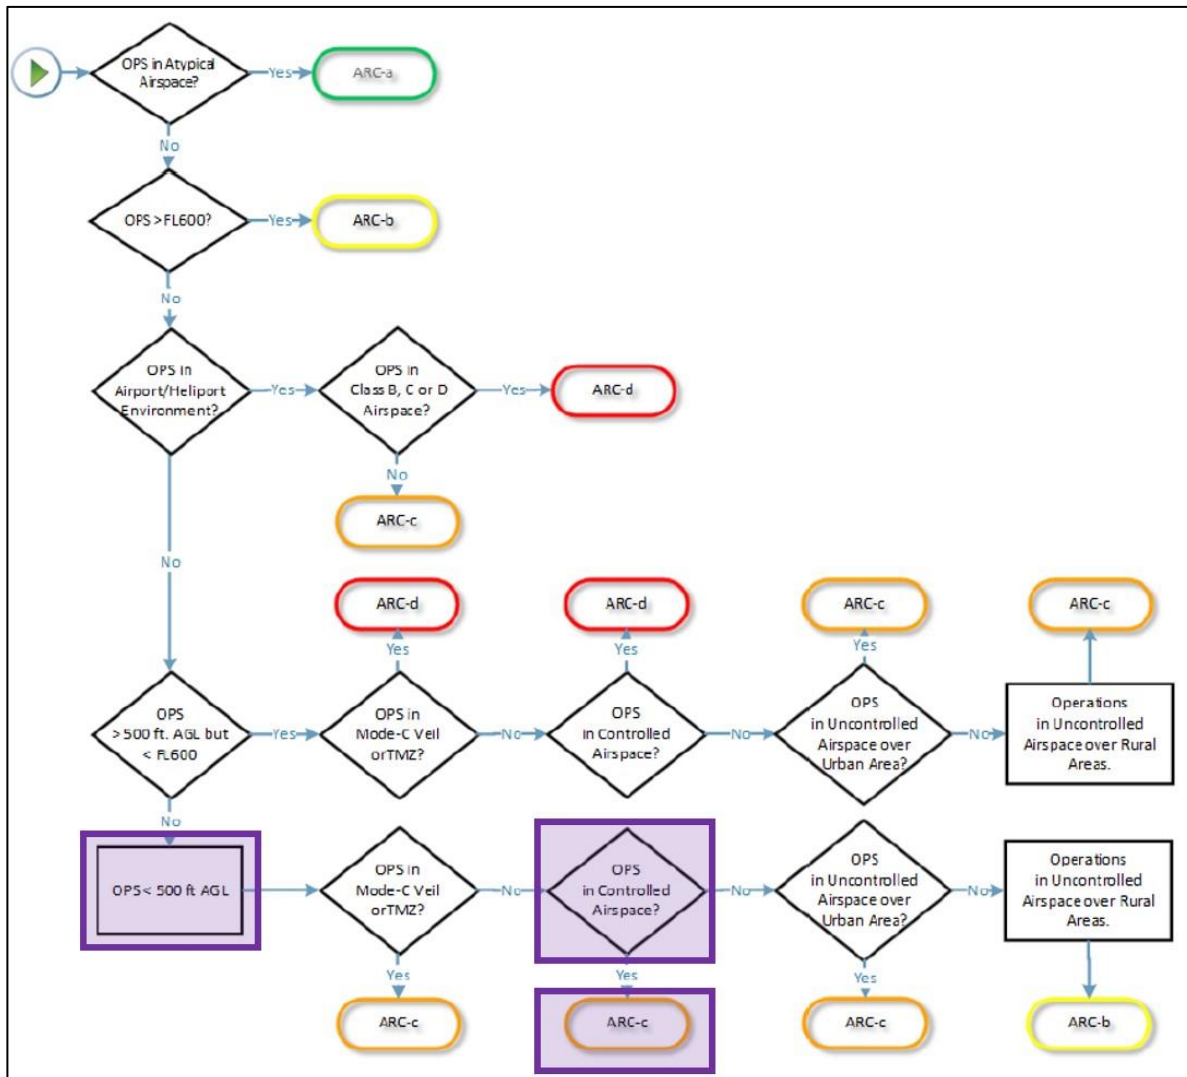 OPS in Atypical
Airspace?
Yes
ARC-a
No
OPS >FL600?
Yes
ARC-b
No
OPS in
Airport/Heliport
Environment?
Yes
OPS in
Class B, C or D
Airspace?
Yes
ARC-d
No
ARC-c
No
ARC-d
ARC-d
ARC-c
ARC-c
Yes
Yes
Yes
OPS
>500 ft. AGL but
< FL600
Yes
OPS in
Mode-C Veil
orTMZ?
No
OPS
in Controlled
Airspace?
No
OPS
in Uncontrolled
Airspace over
Urban Area?
No
Operations
in Uncontrolled
Airspace over Rural
Areas.
No
OPS< 500 ft AGL
OPS in
Mode-C Veil
orTMZ?
No
OPS
in Controlled
Airspace?
No
OPS
in Uncontrolled
Airspace over
Urban Area?
No
Operations
in Uncontrolled
Airspace over Rural
Areas.
Yes
Yes
Yes
ARC-c
ARC-c
ARC-c
ARC-b